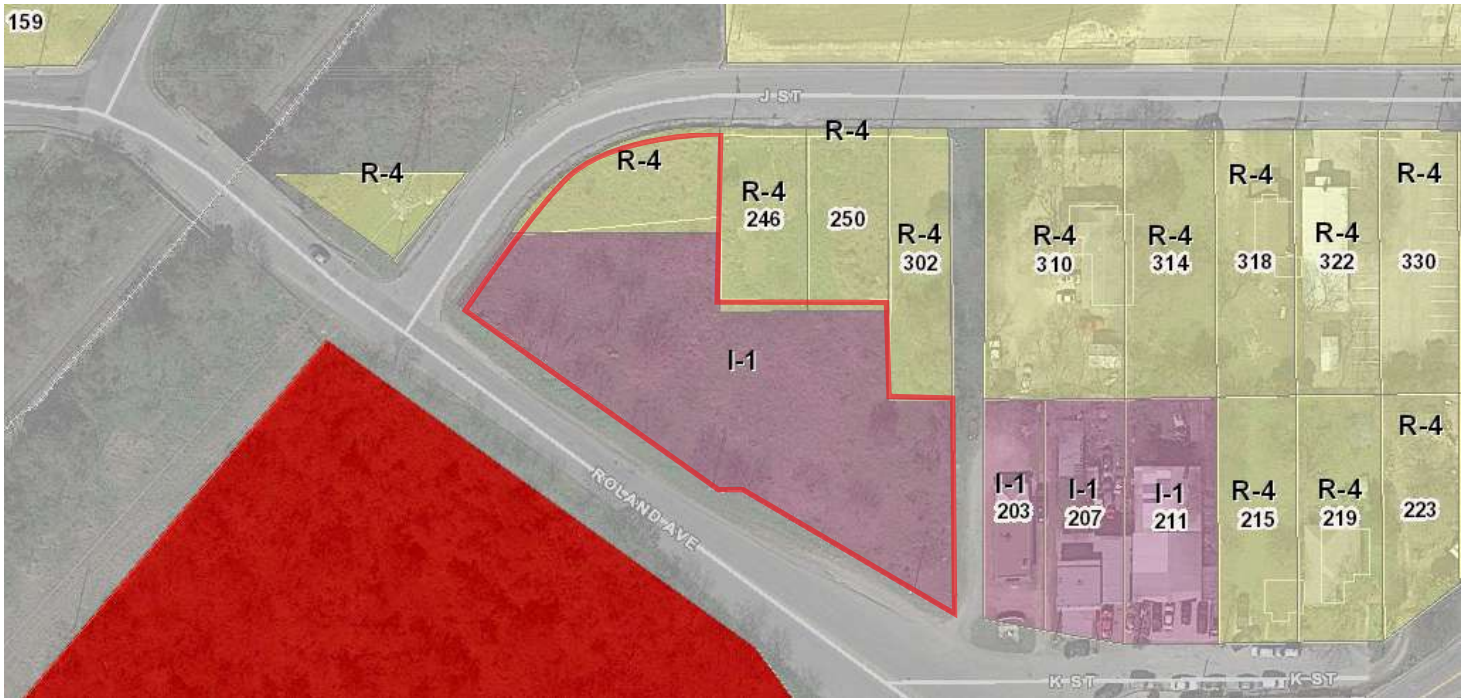 159
J ST
R-4
R-4
R-4
R-4
246
250
R-4
302
R-4
310
R-4
314
R-4
318
R-4
322
R-4
330
I-1
ROLAND AVE
I-1
203
I-1
207
I-1
211
R-4
215
R-4
219
R-4
223
K ST
K ST